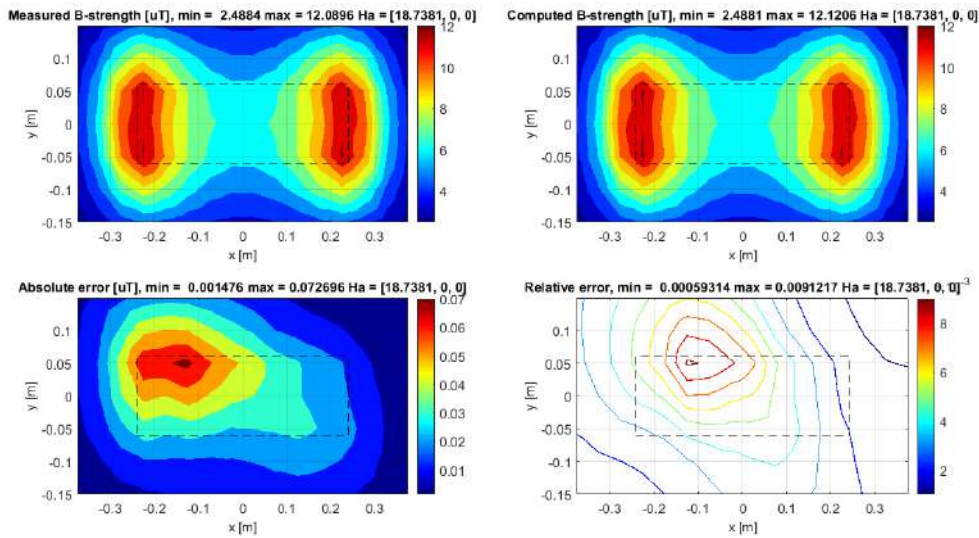 Measured B-strength [uT], min = 2.4884 max = 12.0896 Ha = [18.7381, 0, 0]
0.1
0.05
0
-0.05
-0.1
-0.15
y [m]
-0.3 -0.2 -0.1 0 0.1 0.2 0.3
x [m]
12
10
8
6
4
Computed B-strength [uT], min = 2.4881 max = 12.1206 Ha = [18.7381, 0, 0]
0.1
0.05
0
-0.05
-0.1
-0.15
y [m]
-0.3 -0.2 -0.1 0 0.1 0.2 0.3
x [m]
12
10
8
6
4
Absolute error [uT], min = 0.001476 max = 0.072696 Ha = [18.7381, 0, 0]
0.1
0.05
0
-0.05
-0.1
-0.15
y [m]
-0.3 -0.2 -0.1 0 0.1 0.2 0.3
x [m]
0.07
0.06
0.05
0.04
0.03
0.02
0.01
Relative error, min = 0.00059314 max = 0.0091217 Ha = [18.7381, 0, 0]
-3
0.1
0.05
0
-0.05
-0.1
-0.15
y [m]
-0.3 -0.2 -0.1 0 0.1 0.2 0.3
x [m]
8
6
4
2